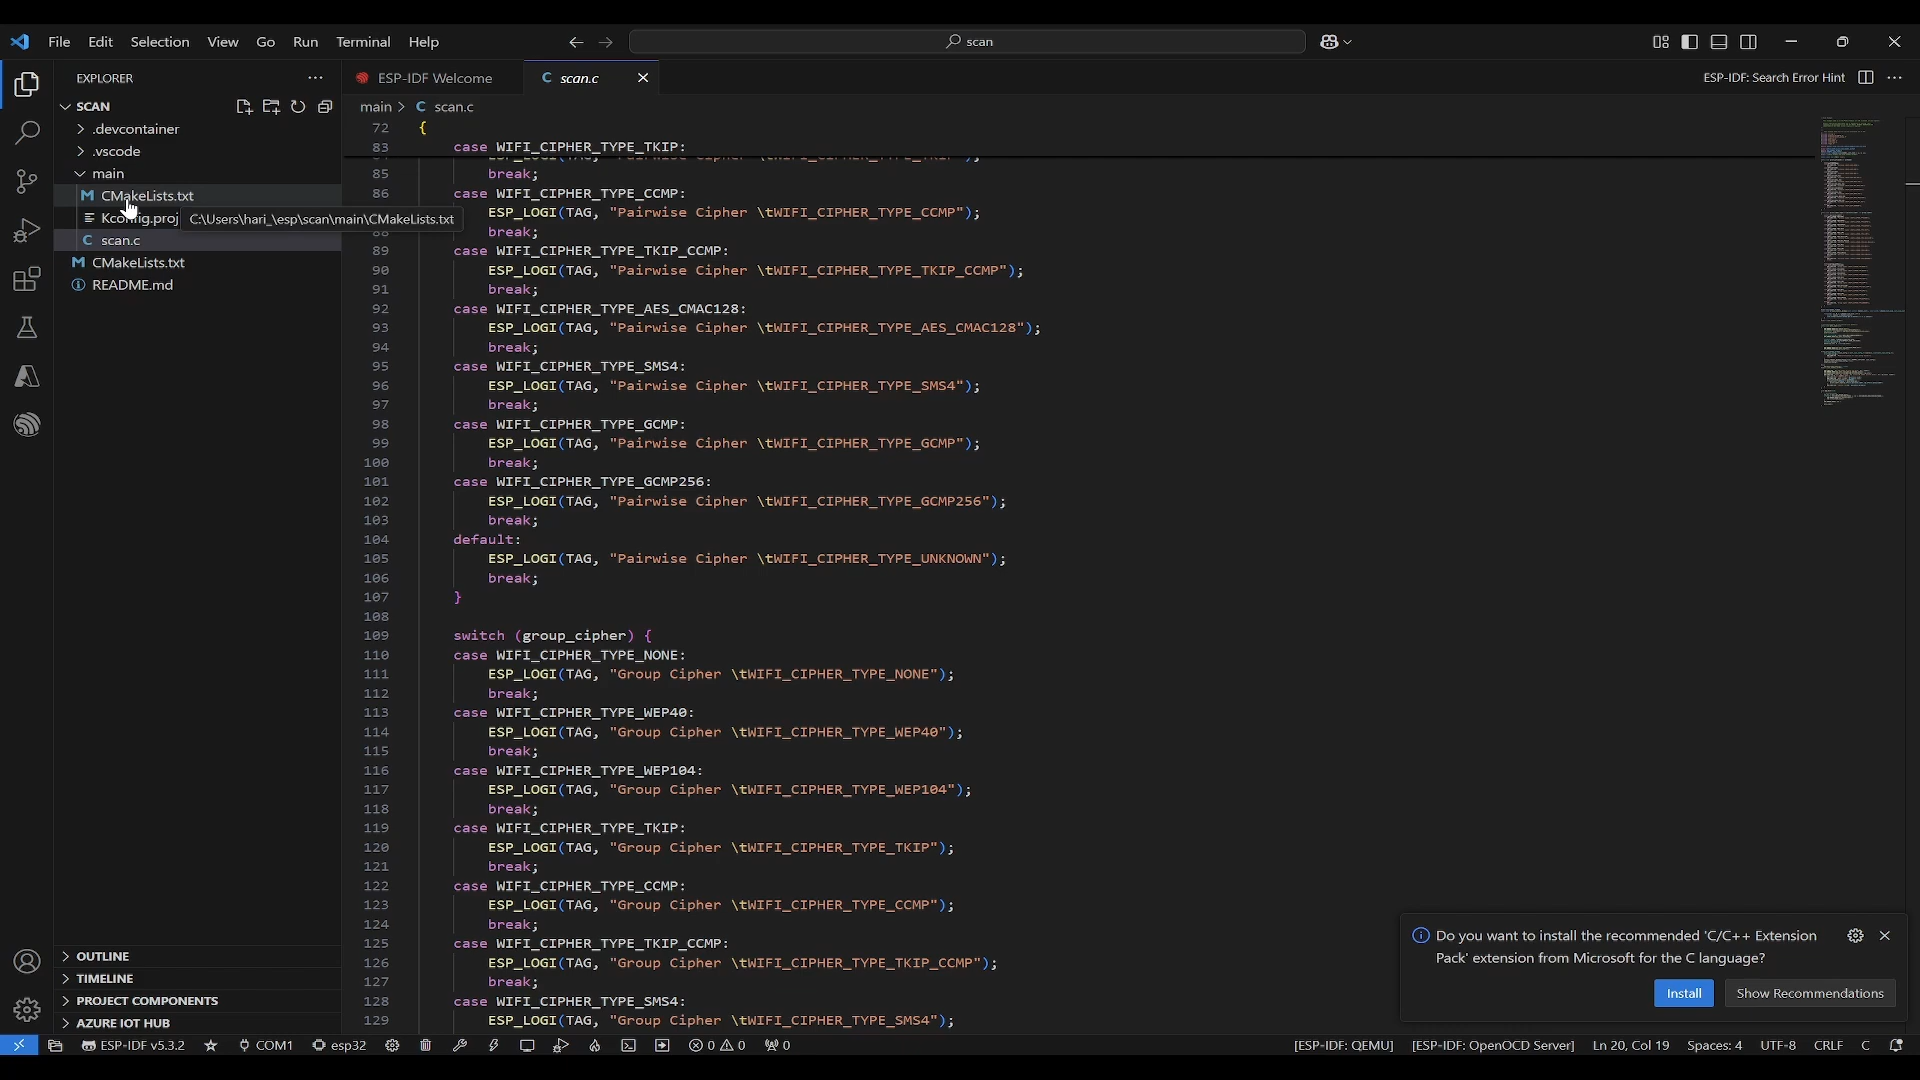 File Edit Selection View Go Run Terminal Help
scan
EXPLORER
ESP-IDF Welcome
C scan.c
ESP-IDF: Search Error Hint
SCAN
main > C scan.c
.devcontainer
.vscode
main
M CMakeLists.txt
Kconfig.proj
C:\Users\hari_\esp\scan\main\CMakeLists.txt
C scan.c
M CMakeLists.txt
README.md
OUTLINE
TIMELINE
PROJECT COMPONENTS
AZURE IOT HUB
72 {
83 case WIFI_CIPHER_TYPE_TKIP:
85 break;
86 case WIFI_CIPHER_TYPE_CCMP:
ESP_LOGI(TAG, "Pairwise Cipher \tWIFI_CIPHER_TYPE_CCMP");
88 break;
89 case WIFI_CIPHER_TYPE_TKIP_CCMP:
90 ESP_LOGI(TAG, "Pairwise Cipher \tWIFI_CIPHER_TYPE_TKIP_CCMP");
91 break;
92 case WIFI_CIPHER_TYPE_AES_CMAC128:
93 ESP_LOGI(TAG, "Pairwise Cipher \tWIFI_CIPHER_TYPE_AES_CMAC128");
94 break;
95 case WIFI_CIPHER_TYPE_SMS4:
96 ESP_LOGI(TAG, "Pairwise Cipher \tWIFI_CIPHER_TYPE_SMS4");
97 break;
98 case WIFI_CIPHER_TYPE_GCMP:
99 ESP_LOGI(TAG, "Pairwise Cipher \tWIFI_CIPHER_TYPE_GCMP");
100 break;
101 case WIFI_CIPHER_TYPE_GCMP256:
102 ESP_LOGI(TAG, "Pairwise Cipher \tWIFI_CIPHER_TYPE_GCMP256");
103 break;
104 default:
105 ESP_LOGI(TAG, "Pairwise Cipher \tWIFI_CIPHER_TYPE_UNKNOWN");
106 break;
107 }
108
109 switch (group_cipher) {
110 case WIFI_CIPHER_TYPE_NONE:
111 ESP_LOGI(TAG, "Group Cipher \tWIFI_CIPHER_TYPE_NONE");
112 break;
113 case WIFI_CIPHER_TYPE_WEP40:
114 ESP_LOGI(TAG, "Group Cipher \tWIFI_CIPHER_TYPE_WEP40");
115 break;
116 case WIFI_CIPHER_TYPE_WEP104:
117 ESP_LOGI(TAG, "Group Cipher \tWIFI_CIPHER_TYPE_WEP104");
118 break;
119 case WIFI_CIPHER_TYPE_TKIP:
120 ESP_LOGI(TAG, "Group Cipher \tWIFI_CIPHER_TYPE_TKIP");
121 break;
122 case WIFI_CIPHER_TYPE_CCMP:
123 ESP_LOGI(TAG, "Group Cipher \tWIFI_CIPHER_TYPE_CCMP");
124 break;
125 case WIFI_CIPHER_TYPE_TKIP_CCMP:
126 ESP_LOGI(TAG, "Group Cipher \tWIFI_CIPHER_TYPE_TKIP_CCMP");
127 break;
128 case WIFI_CIPHER_TYPE_SMS4:
129 ESP_LOGI(TAG, "Group Cipher \tWIFI_CIPHER_TYPE_SMS4");
Do you want to install the recommended 'C/C++ Extension
Pack' extension from Microsoft for the C language?
Install
Show Recommendations
ESP-IDF v5.3.2 COM1 esp32 0 0 0 [ESP-IDF: QEMU] [ESP-IDF: OpenOCD Server] Ln 20, Col 19 Spaces: 4 UTF-8 CRLF C